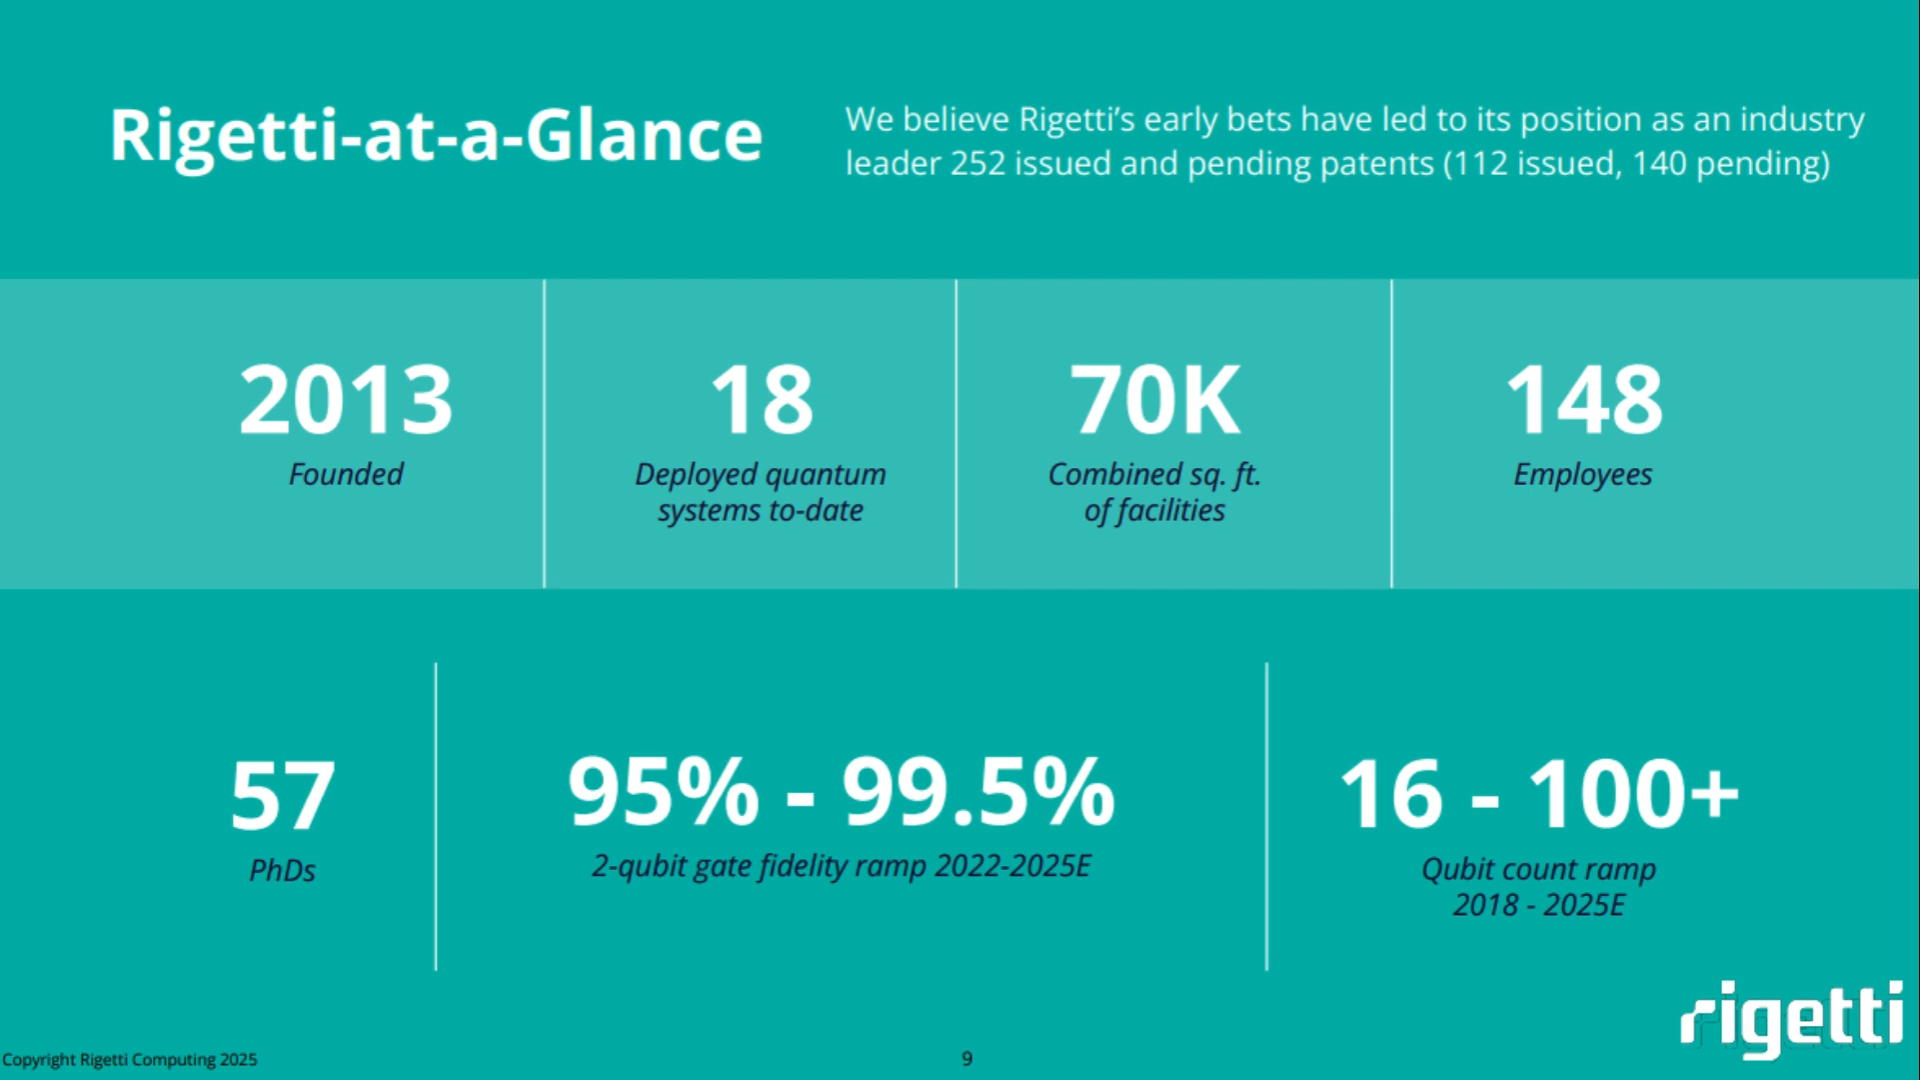 Rigetti-at-a-Glance
We believe Rigetti’s early bets have led to its position as an industry
leader 252 issued and pending patents (112 issued, 140 pending)
2013
Founded
18
Deployed quantum
systems to-date
70K
Combined sq. ft.
of facilities
148
Employees
57
PhDs
95% - 99.5%
2-qubit gate fidelity ramp 2022-2025E
16 - 100+
Qubit count ramp
2018 - 2025E
rigetti
Copyright Rigetti Computing 2025
9